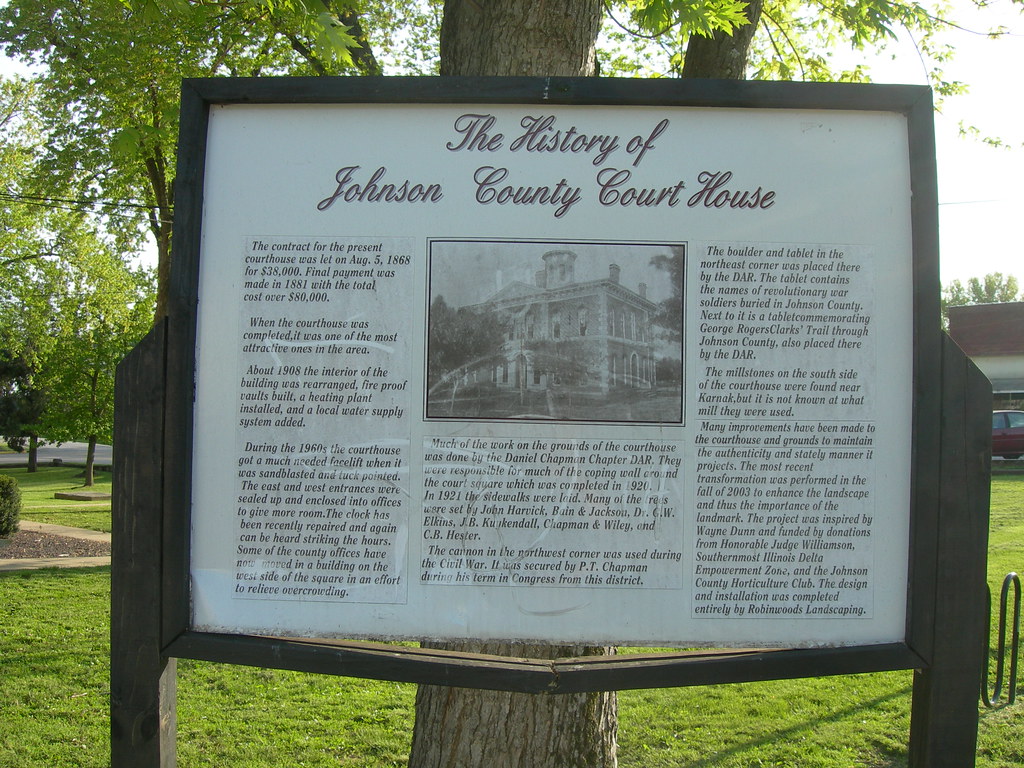 The History of
Johnson County Court House
The contract for the present
courthouse was let on Aug. 5, 1868
for $38,000. Final payment was
made in 1881 with the total
cost over $80,000.
When the courthouse was
completed,it was one of the most
attractive ones in the area.
About 1908 the interior of the
building was rearranged, fire proof
vaults built, a heating plant
installed, and a local water supply
system added.
During the 1960s the courthouse
got a much needed facelift when it
was sandblasted and tuck pointed.
The east and west entrances were
sealed up and enclosed into offices
to give more room.The clock has
been recently repaired and again
can be heard striking the hours.
Some of the county offices have
now moved in a building on the
west side of the square in an effort
to relieve overcrowding.
Much of the work on the grounds of the courthouse
was done by the Daniel Chapman Chapter DAR. They
were responsible for much of the coping wall around
the court square which was completed in 1920.
In 1921 the sidewalks were laid. Many of the trees
were set by John Harvick, Bain & Jackson, Dr. C.W.
Elkins, J.B. Kuykendall, Chapman & Wiley, and
C.B. Hester.
The cannon in the northwest corner was used during
the Civil War. It was secured by P.T. Chapman
during his term in Congress from this district.
The boulder and tablet in the
northeast corner was placed there
by the DAR. The tablet contains
the names of revolutionary war
soldiers buried in Johnson County.
Next to it is a tabletcommemorating
George RogersClarks' Trail through
Johnson County, also placed there
by the DAR.
The millstones on the south side
of the courthouse were found near
Karnak,but it is not known at what
mill they were used.
Many improvements have been made to
the courthouse and grounds to maintain
the authenticity and stately manner it
projects. The most recent
transformation was performed in the
fall of 2003 to enhance the landscape
and thus the importance of the
landmark. The project was inspired by
Wayne Dunn and funded by donations
from Honorable Judge Williamson,
Southernmost Illinois Delta
Empowerment Zone, and the Johnson
County Horticulture Club. The design
and installation was completed
entirely by Robinwoods Landscaping.